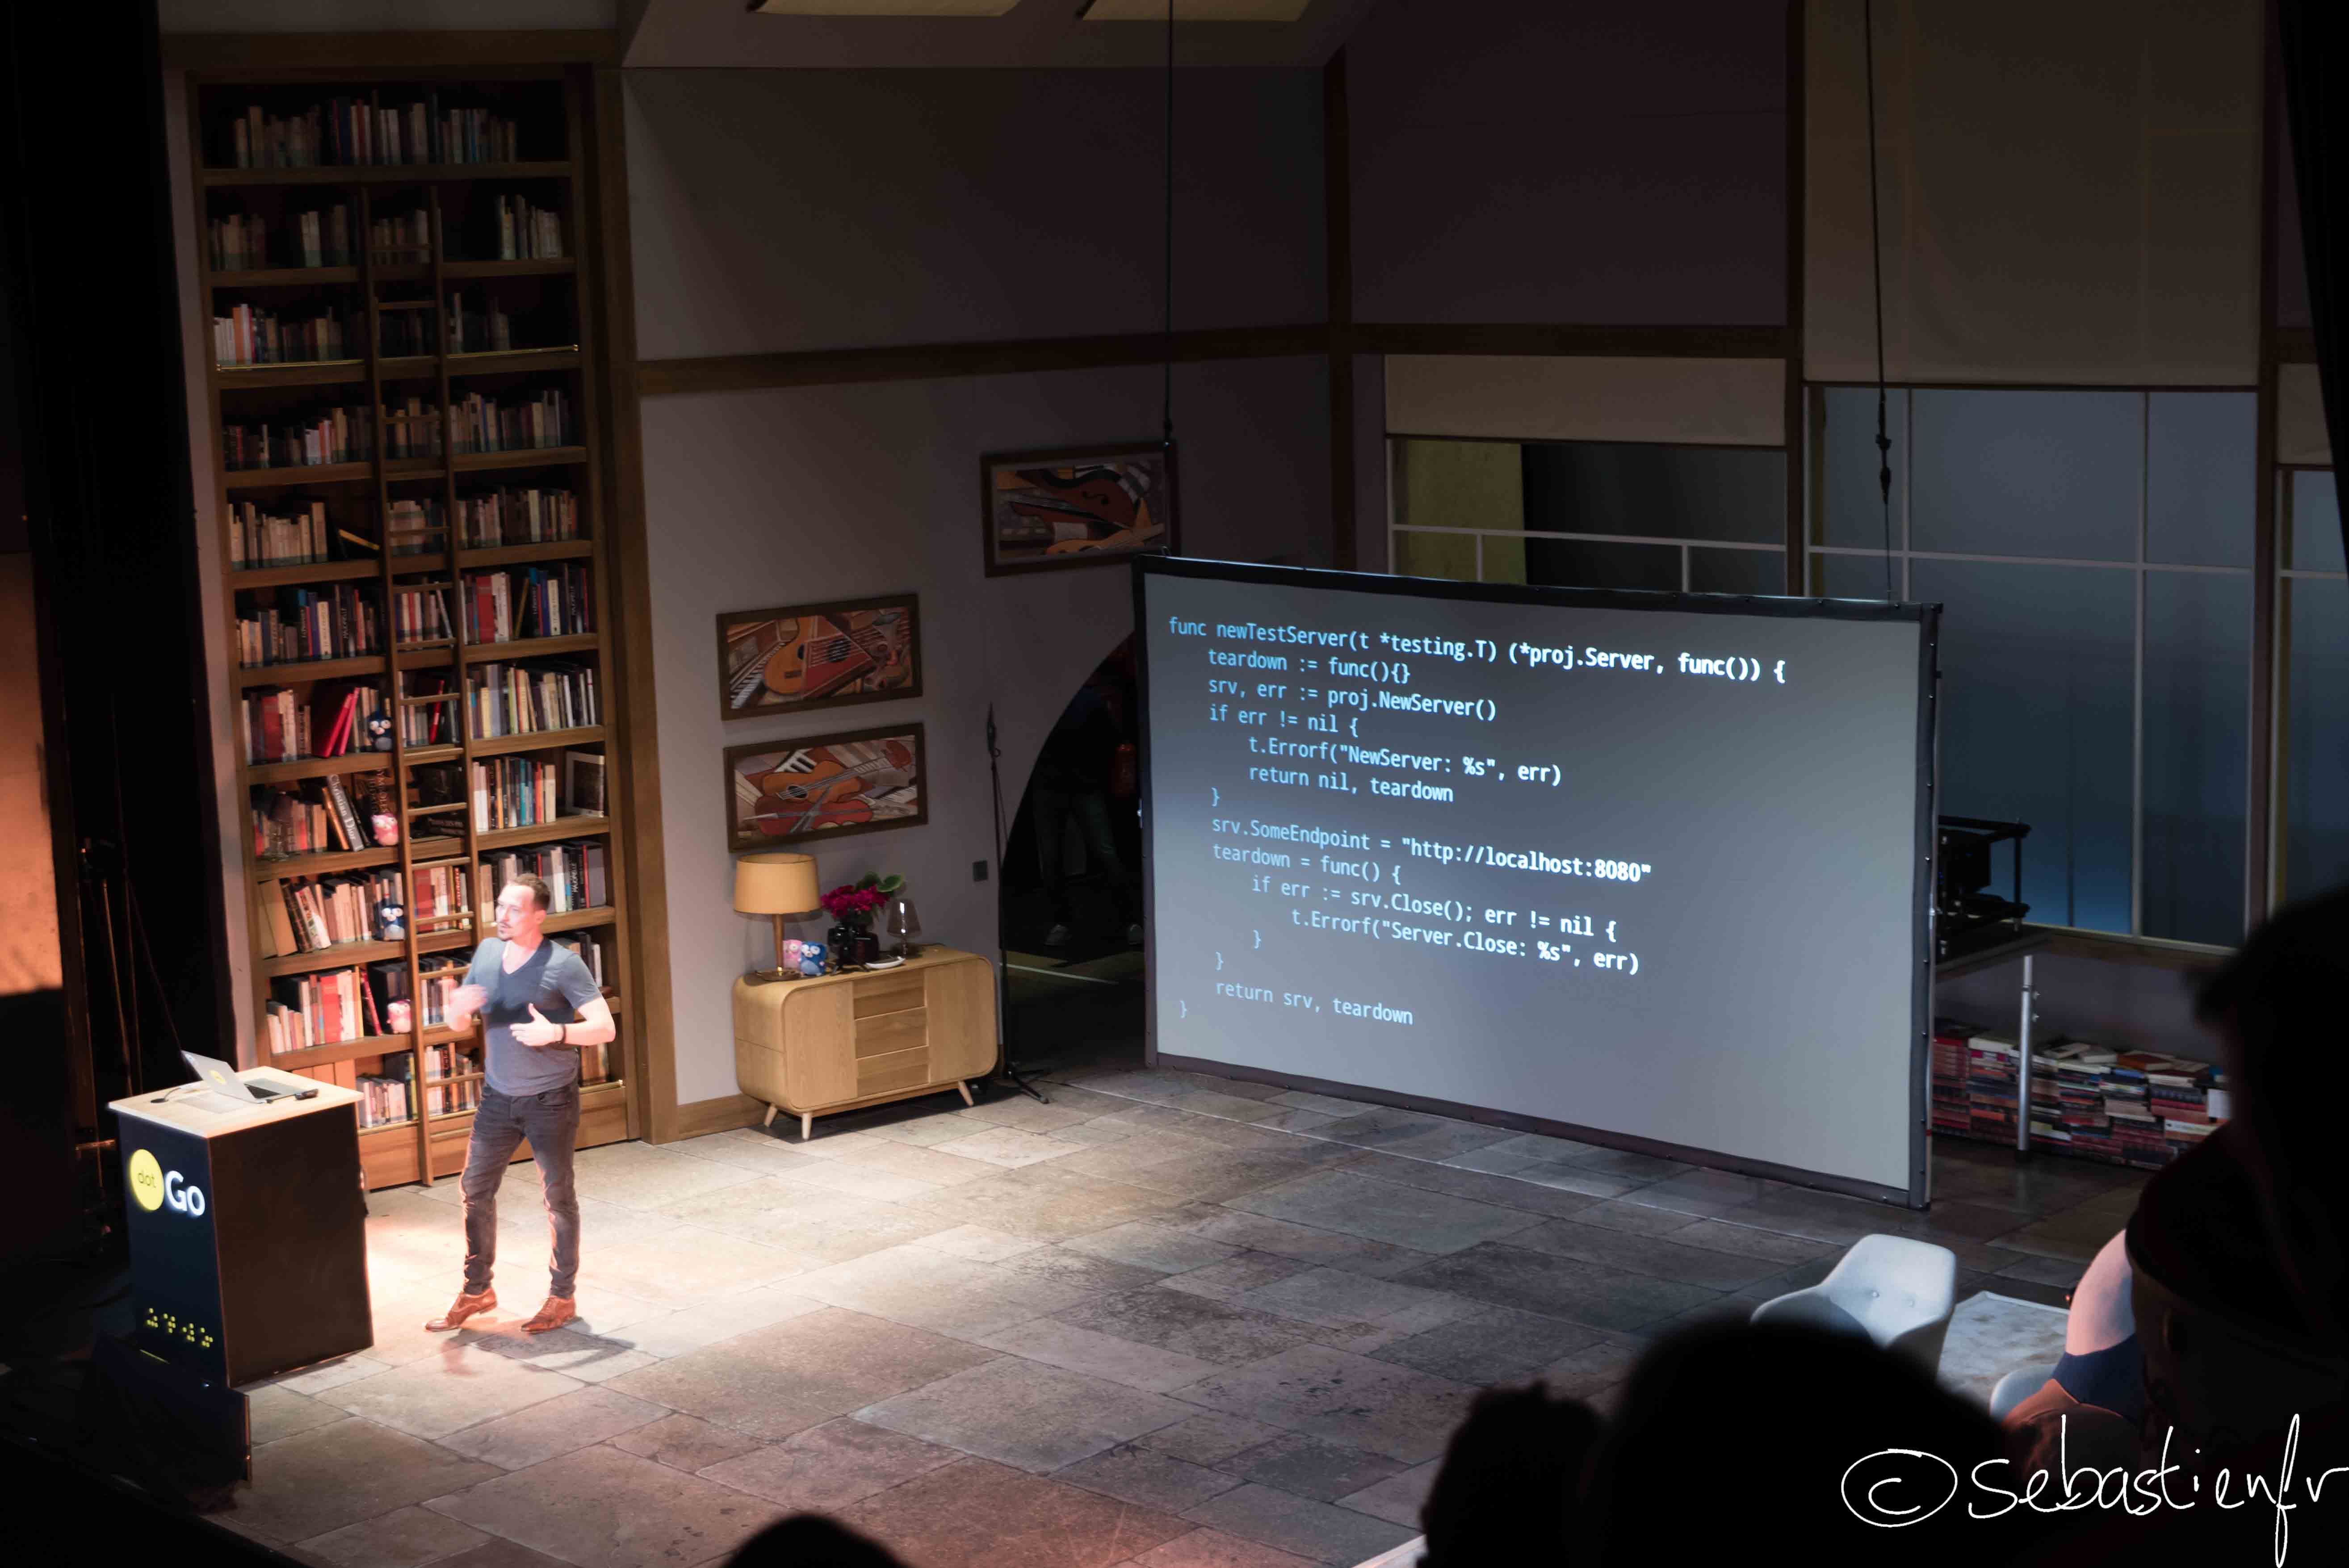 func newTestServer(t *testing.T) (*proj.Server, func()) {
    teardown := func(){}
    srv, err := proj.NewServer()
    if err != nil {
        t.Errorf("NewServer: %s", err)
        return nil, teardown
    }
    srv.SomeEndpoint = "http://localhost:8080"
    teardown = func() {
        if err := srv.Close(); err != nil {
            t.Errorf("Server.Close: %s", err)
        }
    }
    return srv, teardown
}
dot Go
© sebastienfr